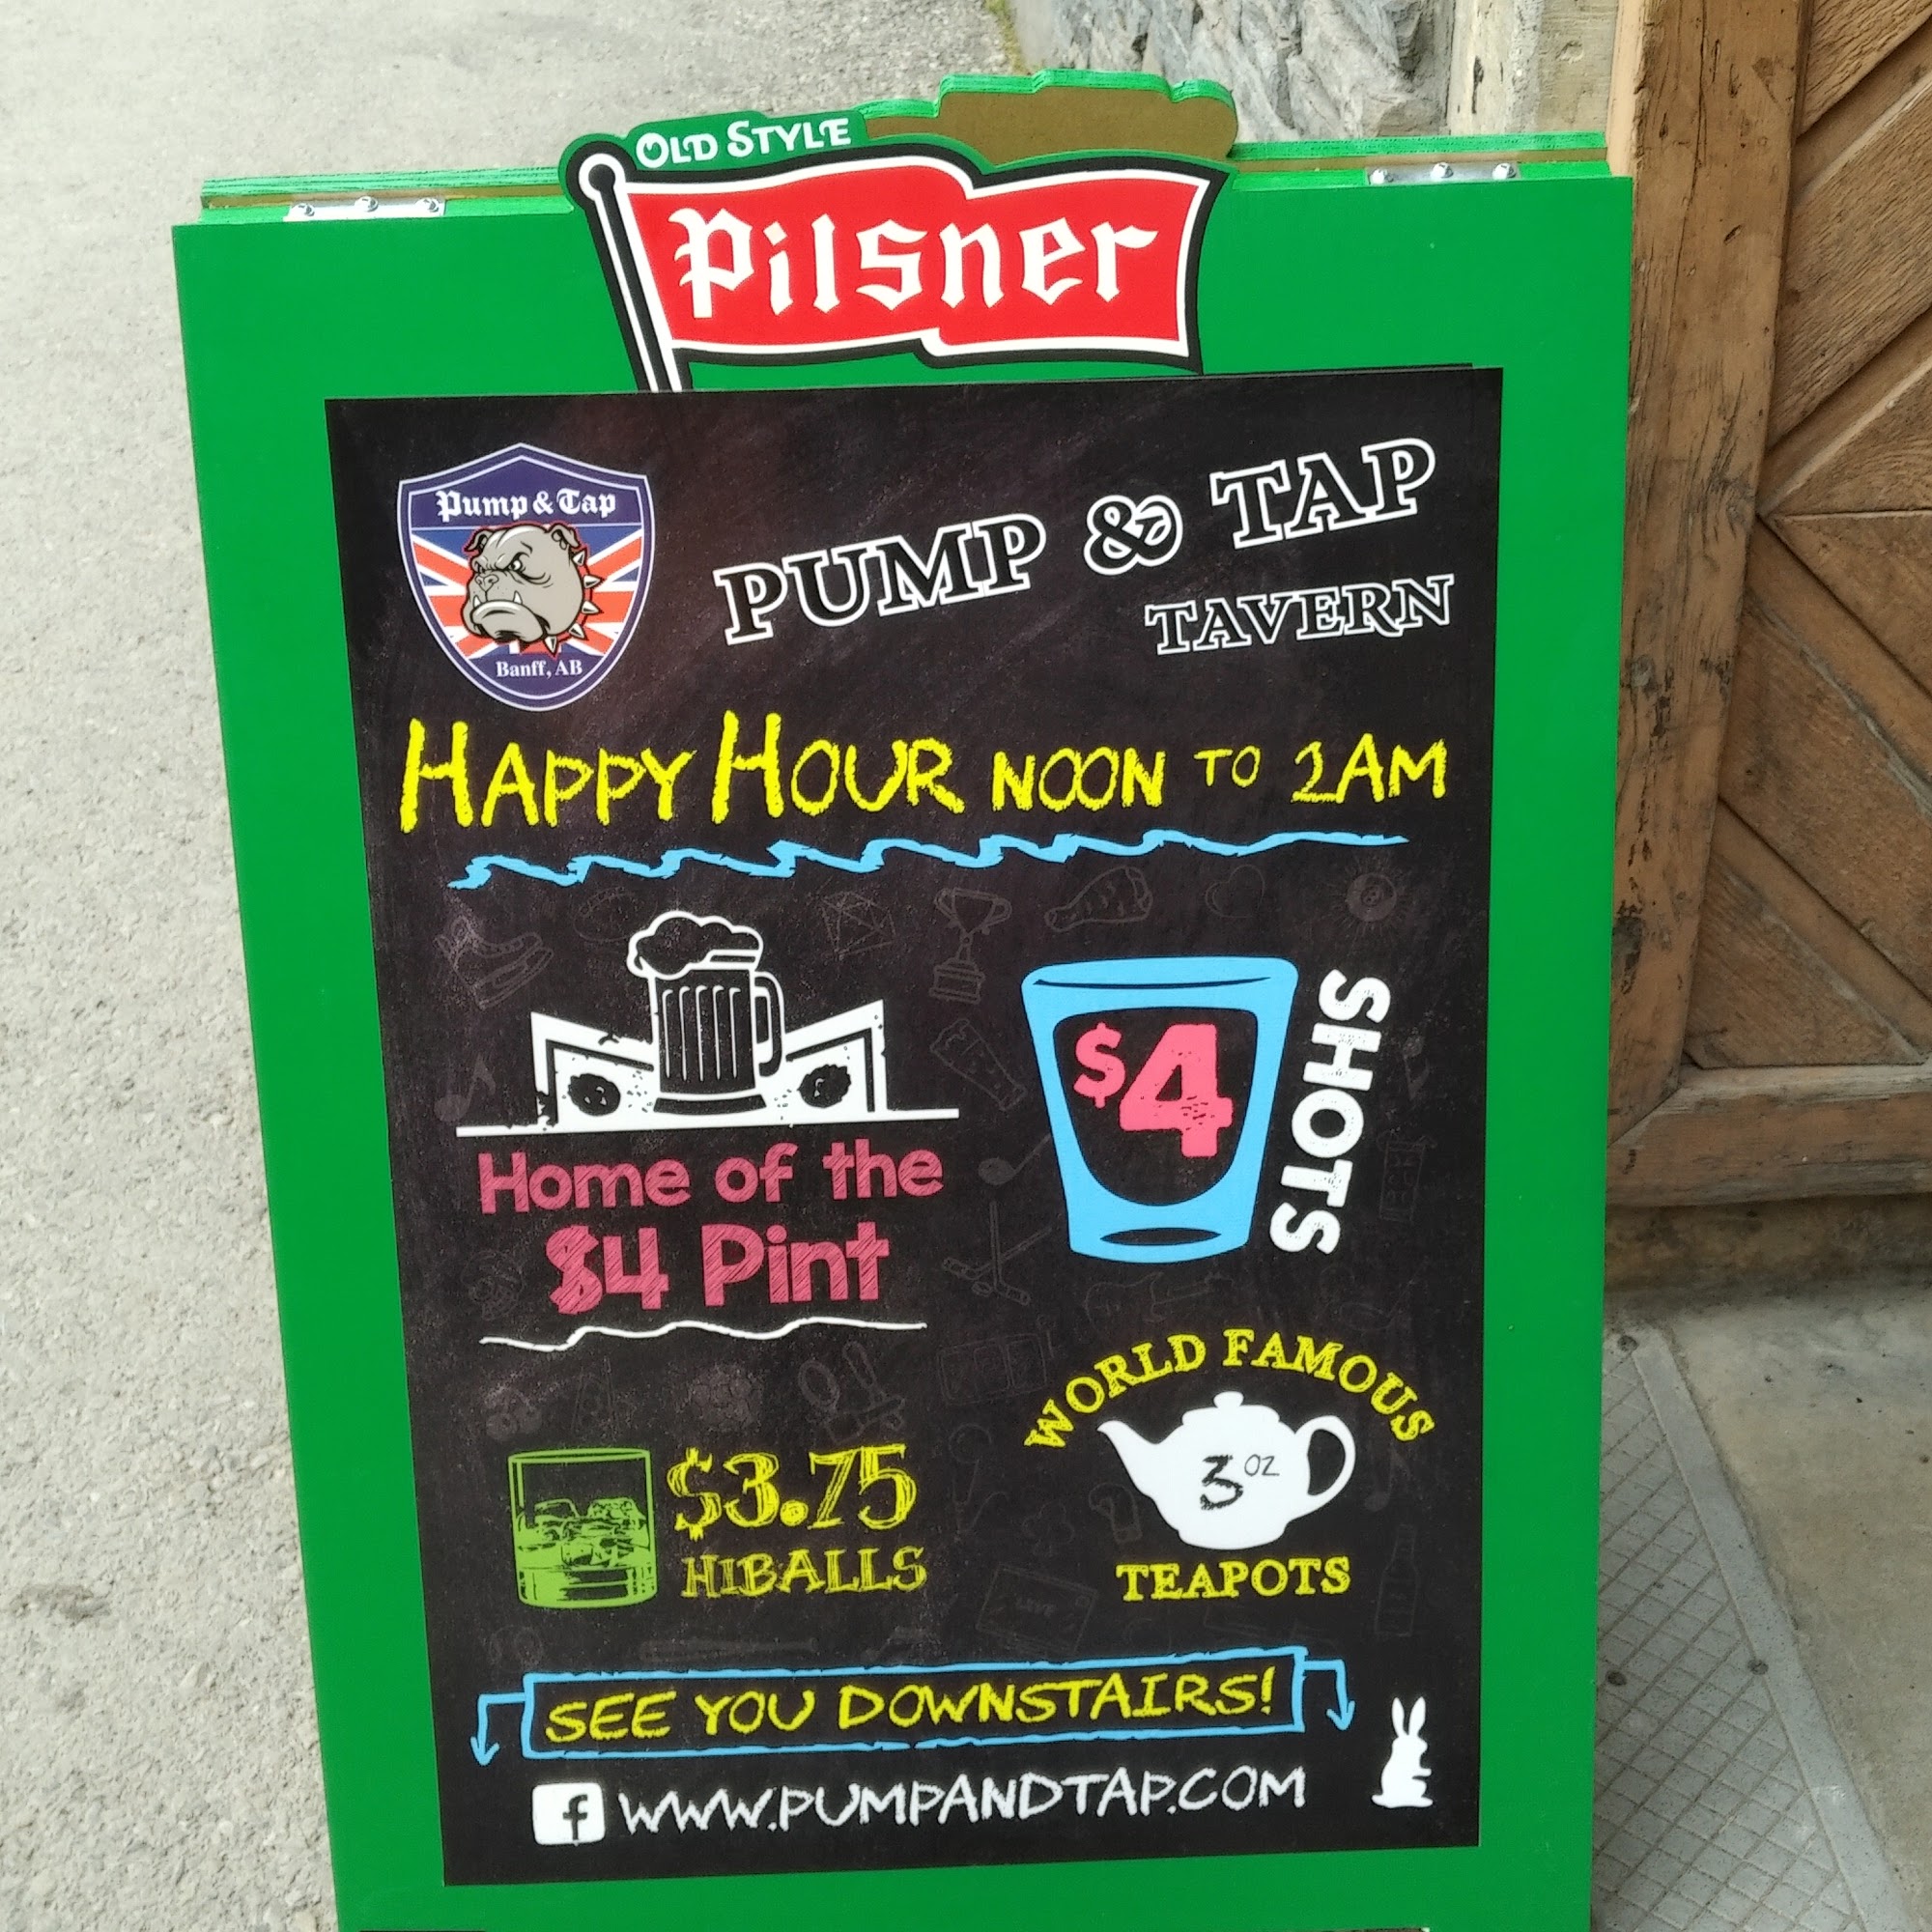 OLD STYLE
Pilsner
Pump & Tap
Banff, AB
PUMP & TAP
TAVERN
HAPPY HOUR NOON TO 2AM
$4
SHOTS
Home of the
$4 Pint
WORLD FAMOUS
3 OZ
TEAPOTS
$3.75
HIBALLS
SEE YOU DOWNSTAIRS!
f WWW.PUMPANDTAP.COM